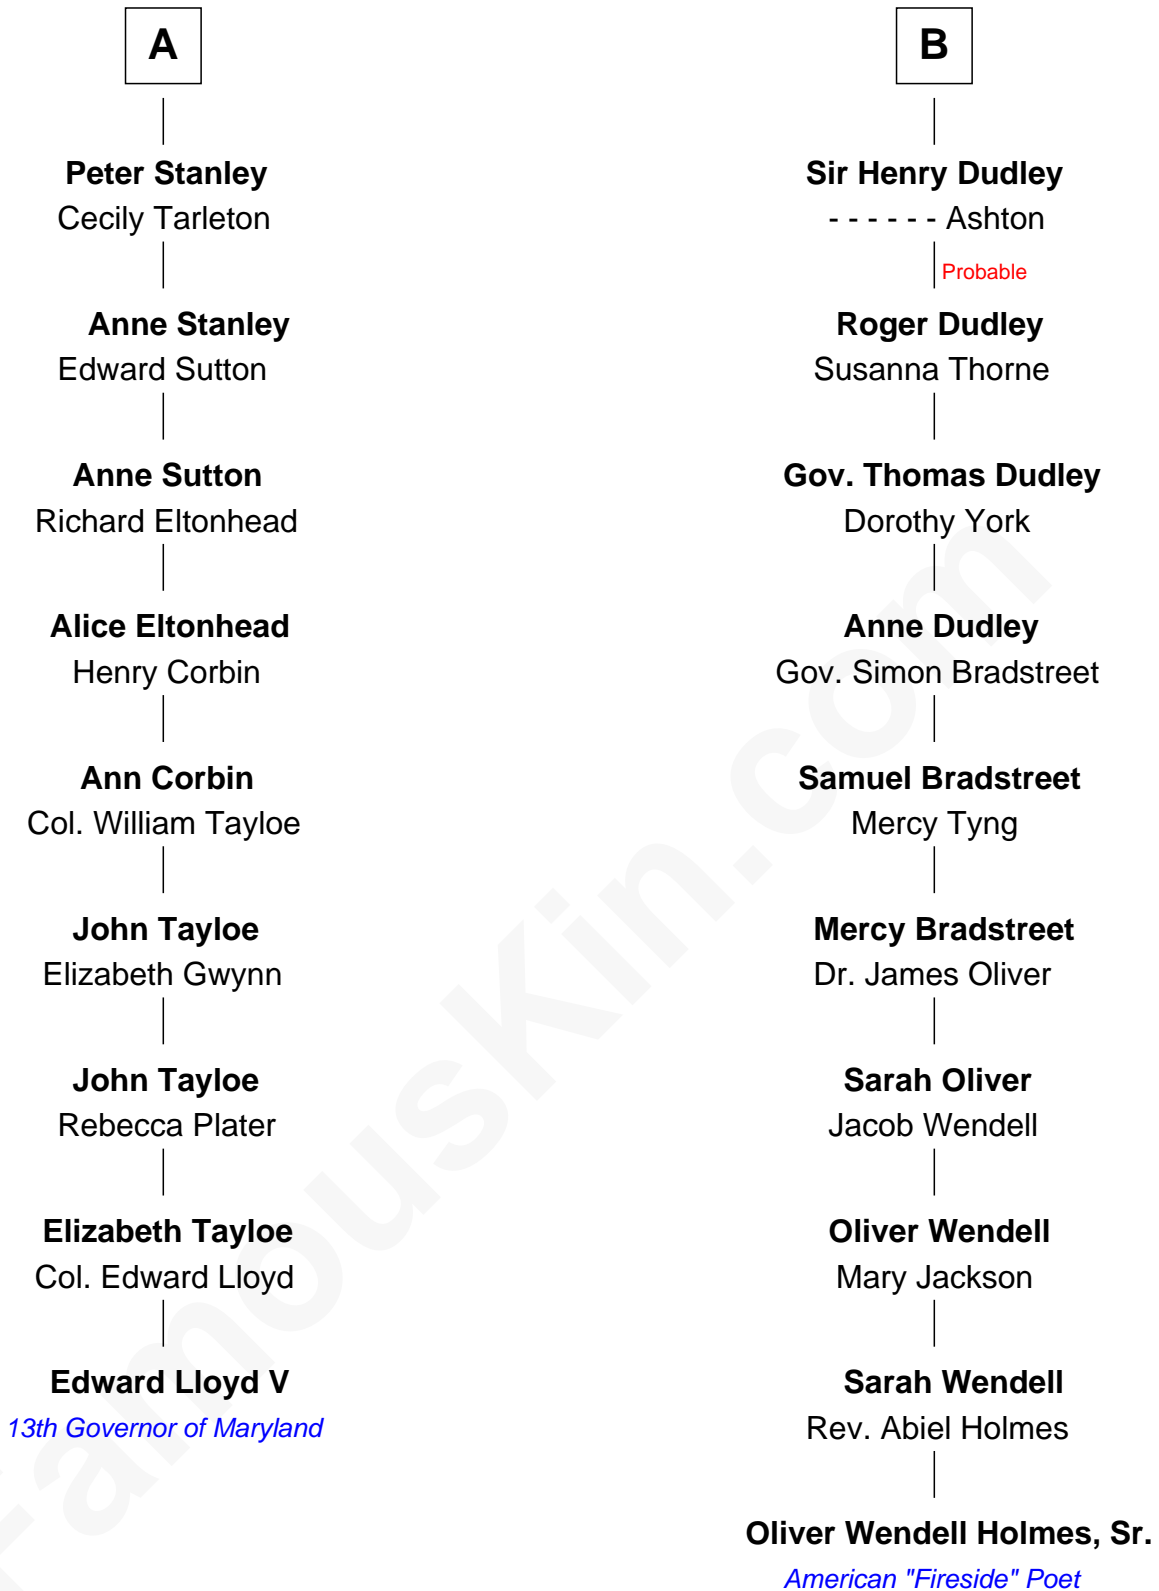 A
Peter Stanley
Cecily Tarleton
Anne Stanley
Edward Sutton
Anne Sutton
Richard Eltonhead
Alice Eltonhead
Henry Corbin
Ann Corbin
Col. William Tayloe
John Tayloe
Elizabeth Gwynn
John Tayloe
Rebecca Plater
Elizabeth Tayloe
Col. Edward Lloyd
Edward Lloyd V
13th Governor of Maryland
B
Sir Henry Dudley
- - - - - - Ashton
Probable
Roger Dudley
Susanna Thorne
Gov. Thomas Dudley
Dorothy York
Anne Dudley
Gov. Simon Bradstreet
Samuel Bradstreet
Mercy Tyng
Mercy Bradstreet
Dr. James Oliver
Sarah Oliver
Jacob Wendell
Oliver Wendell
Mary Jackson
Sarah Wendell
Rev. Abiel Holmes
Oliver Wendell Holmes, Sr.
American "Fireside" Poet
FamousKin.com